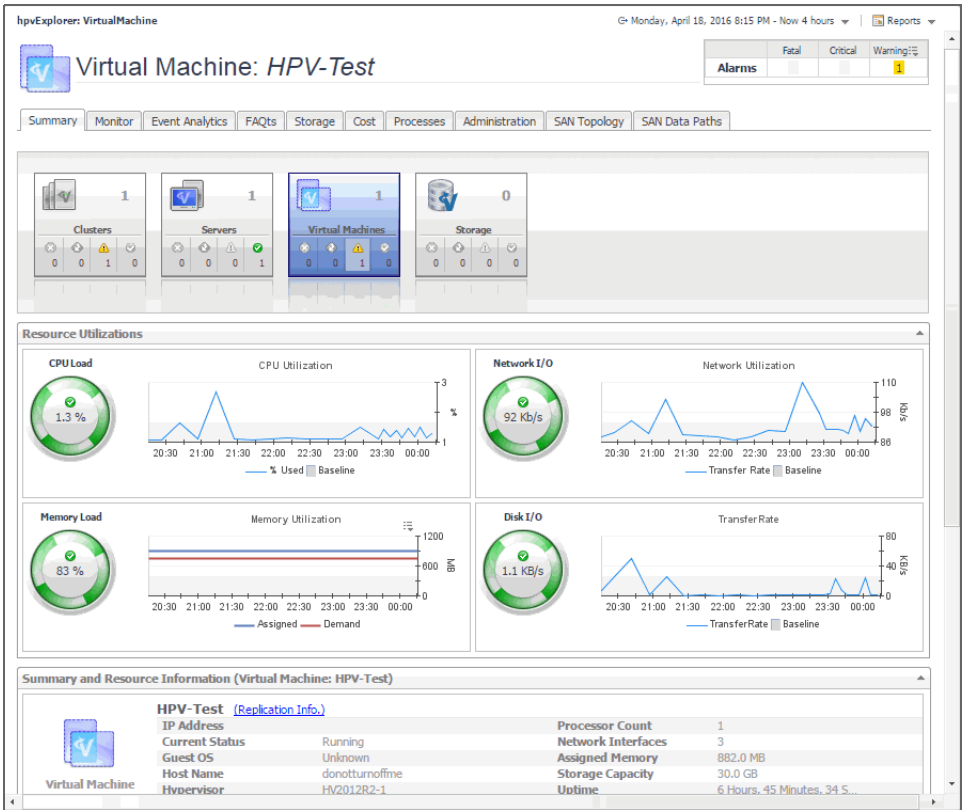 hpvExplorer: VirtualMachine
Monday, April 18, 2016 8:15 PM - Now 4 hours
Reports
Virtual Machine: HPV-Test
Fatal Critical Warning
Alarms 1
Summary Monitor Event Analytics FAQts Storage Cost Processes Administration SAN Topology SAN Data Paths
1 1 1 0
Clusters Servers Virtual Machines Storage
0 0 1 0 0 0 0 1 0 0 1 0 0 0 0 0
Resource Utilizations
CPU Load
CPU Utilization
1.3 %
3
%
1
20:30 21:00 21:30 22:00 22:30 23:00 23:30 00:00
% Used Baseline
Network I/O
Network Utilization
92 Kb/s
110
98
86
Kb/s
20:30 21:00 21:30 22:00 22:30 23:00 23:30 00:00
Transfer Rate Baseline
Memory Load
Memory Utilization
83 %
1200
600
0
MB
20:30 21:00 21:30 22:00 22:30 23:00 23:30 00:00
Assigned Demand
Disk I/O
TransferRate
1.1 KB/s
80
40
0
KB/s
20:30 21:00 21:30 22:00 22:30 23:00 23:30 00:00
TransferRate Baseline
Summary and Resource Information (Virtual Machine: HPV-Test)
Virtual Machine
HPV-Test (Replication Info.)
IP Address
Processor Count 1
Current Status Running
Network Interfaces 3
Guest OS Unknown
Assigned Memory 882.0 MB
Host Name donotturnoffme
Storage Capacity 30.0 GB
Hypervisor HV2012R2-1
Uptime 6 Hours, 45 Minutes, 34 S...